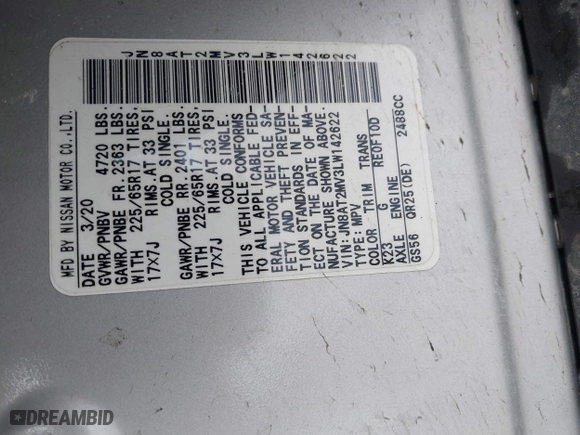 JN8AT2MV3LW142622
MFD BY NISSAN MOTOR CO.,LTD.
3/20
GVWR/PNBV 4720 LBS.
GAWR/PNBE FR.2363 LBS.
WITH 225/65R17 TIRES,
17X7J RIMS.AT 33 PSI
COLD SINGLE.
GAWR/PNBE RR.2401 LBS.
WITH 225/65R17 TIRES,
17X7J RIMS.AT 33 PSI
COLD SINGLE.
THIS VEHICLE CONFORMS
TO ALL APPLICABLE FED-
ERAL MOTOR VEHICLE SA-
FETY AND THEFT PREVEN-
TION STANDARDS IN EFF-
ECT ON THE DATE OF MA-
NUFACTURE SHOWN ABOVE.
VIN:JN8AT2MV3LW142622
TYPE: MPV
COLOR TRIM TRANS
K23 G RE0F10D
AXLE ENGINE
GS56 QR25(DE) 2488CC
DREAMBID